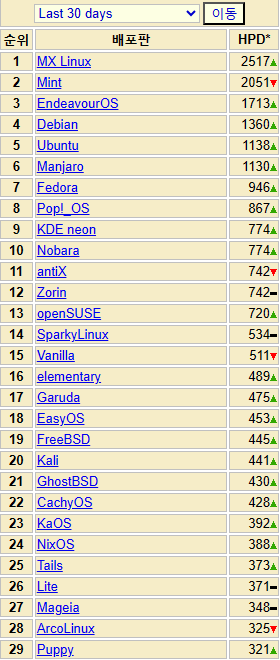 Last 30 days 이동
순위 배포판 HPD*
1 MX Linux 2517
2 Mint 2051
3 EndeavourOS 1713
4 Debian 1360
5 Ubuntu 1138
6 Manjaro 1130
7 Fedora 946
8 Pop!_OS 867
9 KDE neon 774
10 Nobara 774
11 antiX 742
12 Zorin 742
13 openSUSE 720
14 SparkyLinux 534
15 Vanilla 511
16 elementary 489
17 Garuda 475
18 EasyOS 453
19 FreeBSD 445
20 Kali 441
21 GhostBSD 430
22 CachyOS 428
23 KaOS 392
24 NixOS 388
25 Tails 373
26 Lite 371
27 Mageia 348
28 ArcoLinux 325
29 Puppy 321